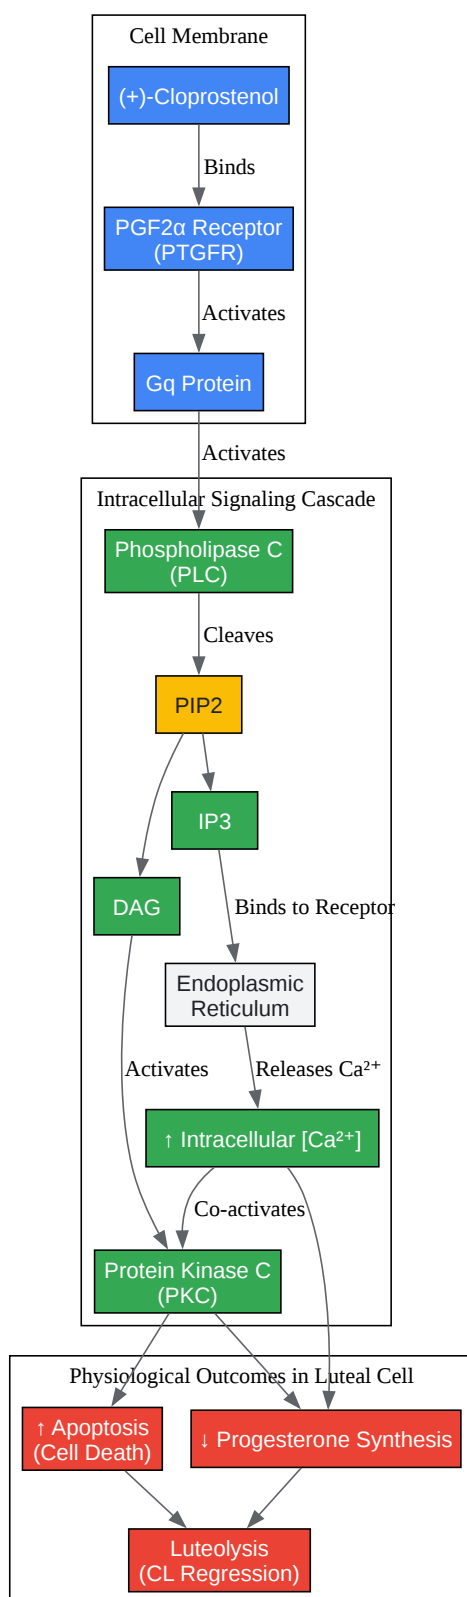 Cell Membrane
(+)-Cloprostenol
Binds
PGF2α Receptor
(PTGFR)
Activates
Gq Protein
Activates
Intracellular Signaling Cascade
Phospholipase C
(PLC)
Cleaves
PIP2
IP3
DAG
Binds to Receptor
Endoplasmic
Reticulum
Activates
Releases Ca²⁺
↑ Intracellular [Ca²⁺]
Co-activates
Protein Kinase C
(PKC)
Physiological Outcomes in Luteal Cell
↑ Apoptosis
(Cell Death)
↓ Progesterone Synthesis
Luteolysis
(CL Regression)